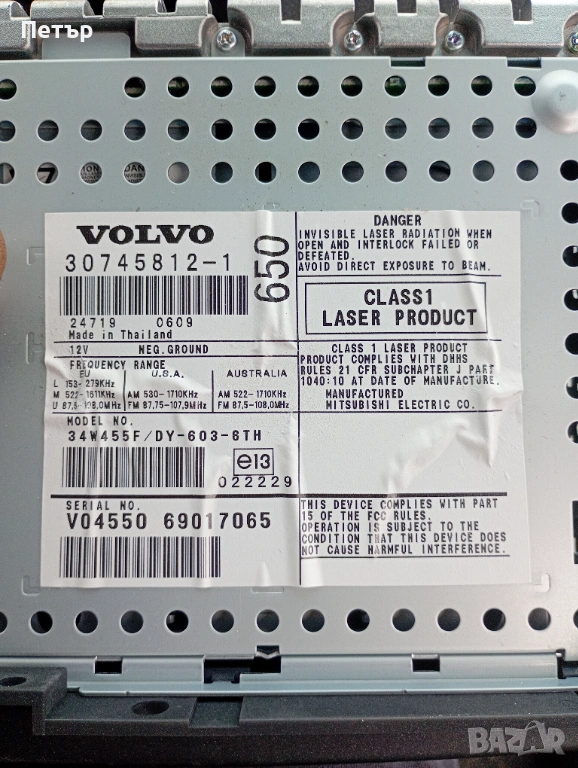 Петър
VOLVO
30745812-1
650
24719 0609
Made in Thailand
12V NEG.GROUND
FREQUENCY RANGE
EU U.S.A. AUSTRALIA
L 153-279KHz
M 522-1611KHz AM 530-1710KHz AM 522-1710KHz
U 87,5-108,0MHz FM 87,75-107,9MHz FM 87,5-108,0MHz
MODEL NO.
34W455F/DY-603-6TH
e13
022229
SERIAL NO.
V04550 69017065
DANGER
INVISIBLE LASER RADIATION WHEN
OPEN AND INTERLOCK FAILED OR
DEFEATED.
AVOID DIRECT EXPOSURE TO BEAM.
CLASS1
LASER PRODUCT
CLASS 1 LASER PRODUCT
PRODUCT COMPLIES WITH DHHS
RULES 21 CFR SUBCHAPTER J PART
1040:10 AT DATE OF MANUFACTURE.
MANUFACTURED
MITSUBISHI ELECTRIC CO.
THIS DEVICE COMPLIES WITH PART
15 OF THE FCC RULES.
OPERATION IS SUBJECT TO THE
CONDITION THAT THIS DEVICE DOES
NOT CAUSE HARMFUL INTERFERENCE.
BAZAR